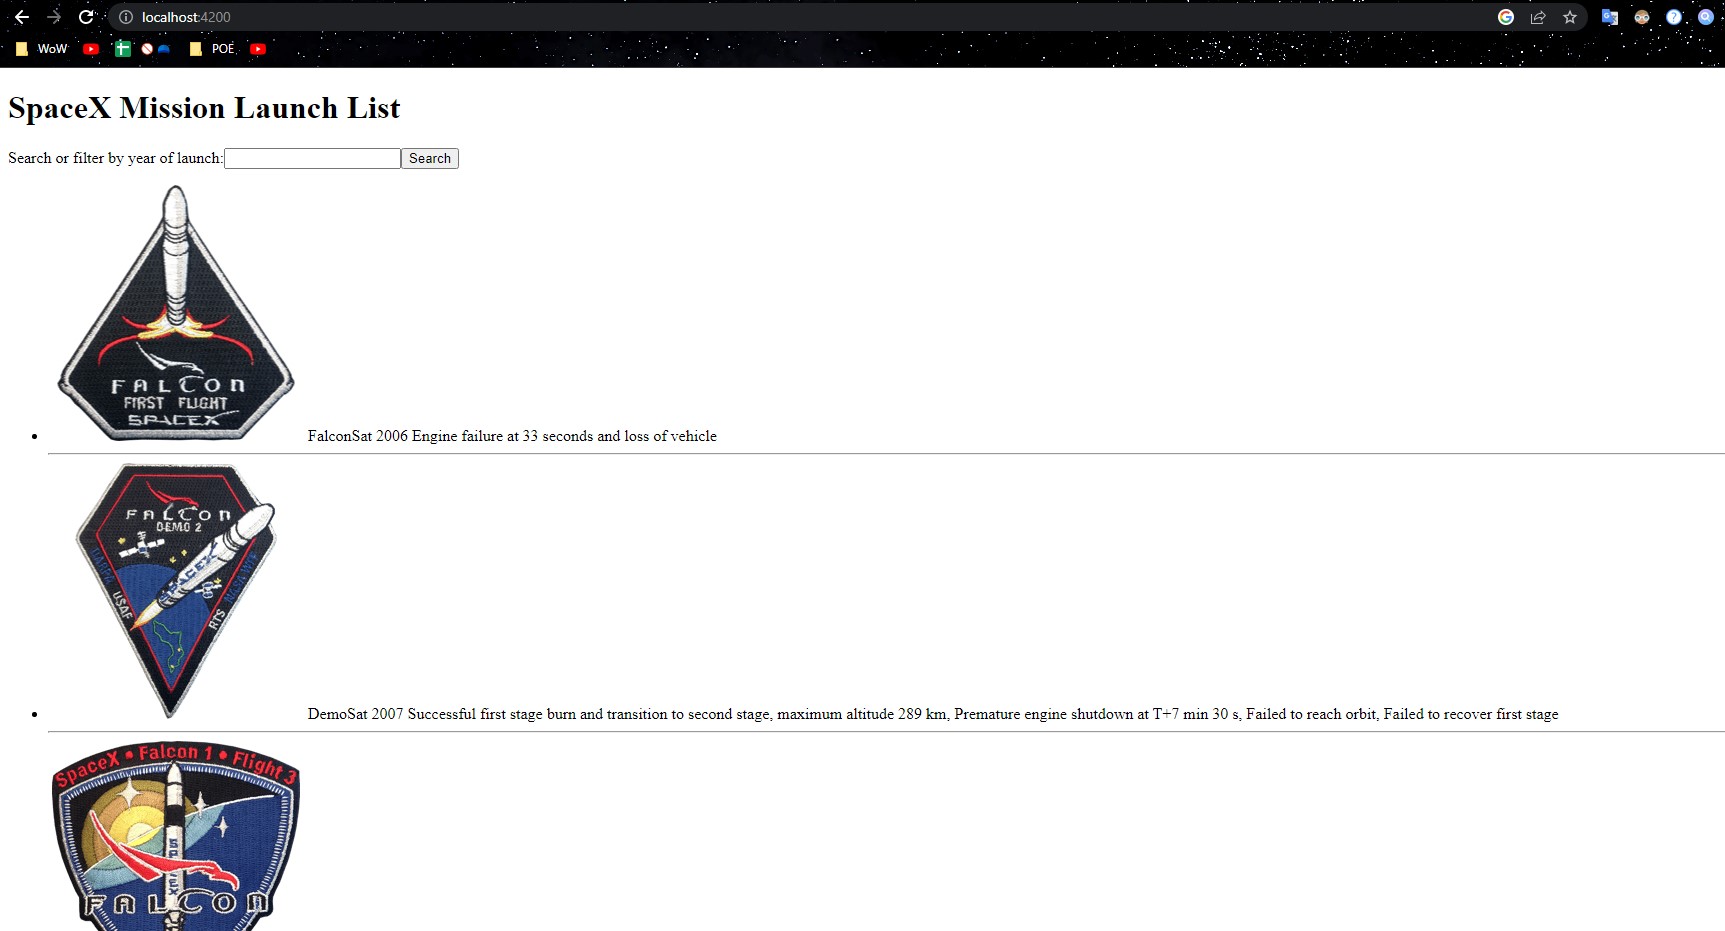 localhost:4200
WoW POE
SpaceX Mission Launch List
Search or filter by year of launch: Search
FALCON
FIRST FLIGHT
SPACEX
FalconSat 2006 Engine failure at 33 seconds and loss of vehicle
FALCON
DEMO 2
SPACEX
DARPA USAF
RTS NASA WFF
DemoSat 2007 Successful first stage burn and transition to second stage, maximum altitude 289 km, Premature engine shutdown at T+7 min 30 s, Failed to reach orbit, Failed to recover first stage
SpaceX • Falcon 1 • Flight 3
SPACEX
FALCON